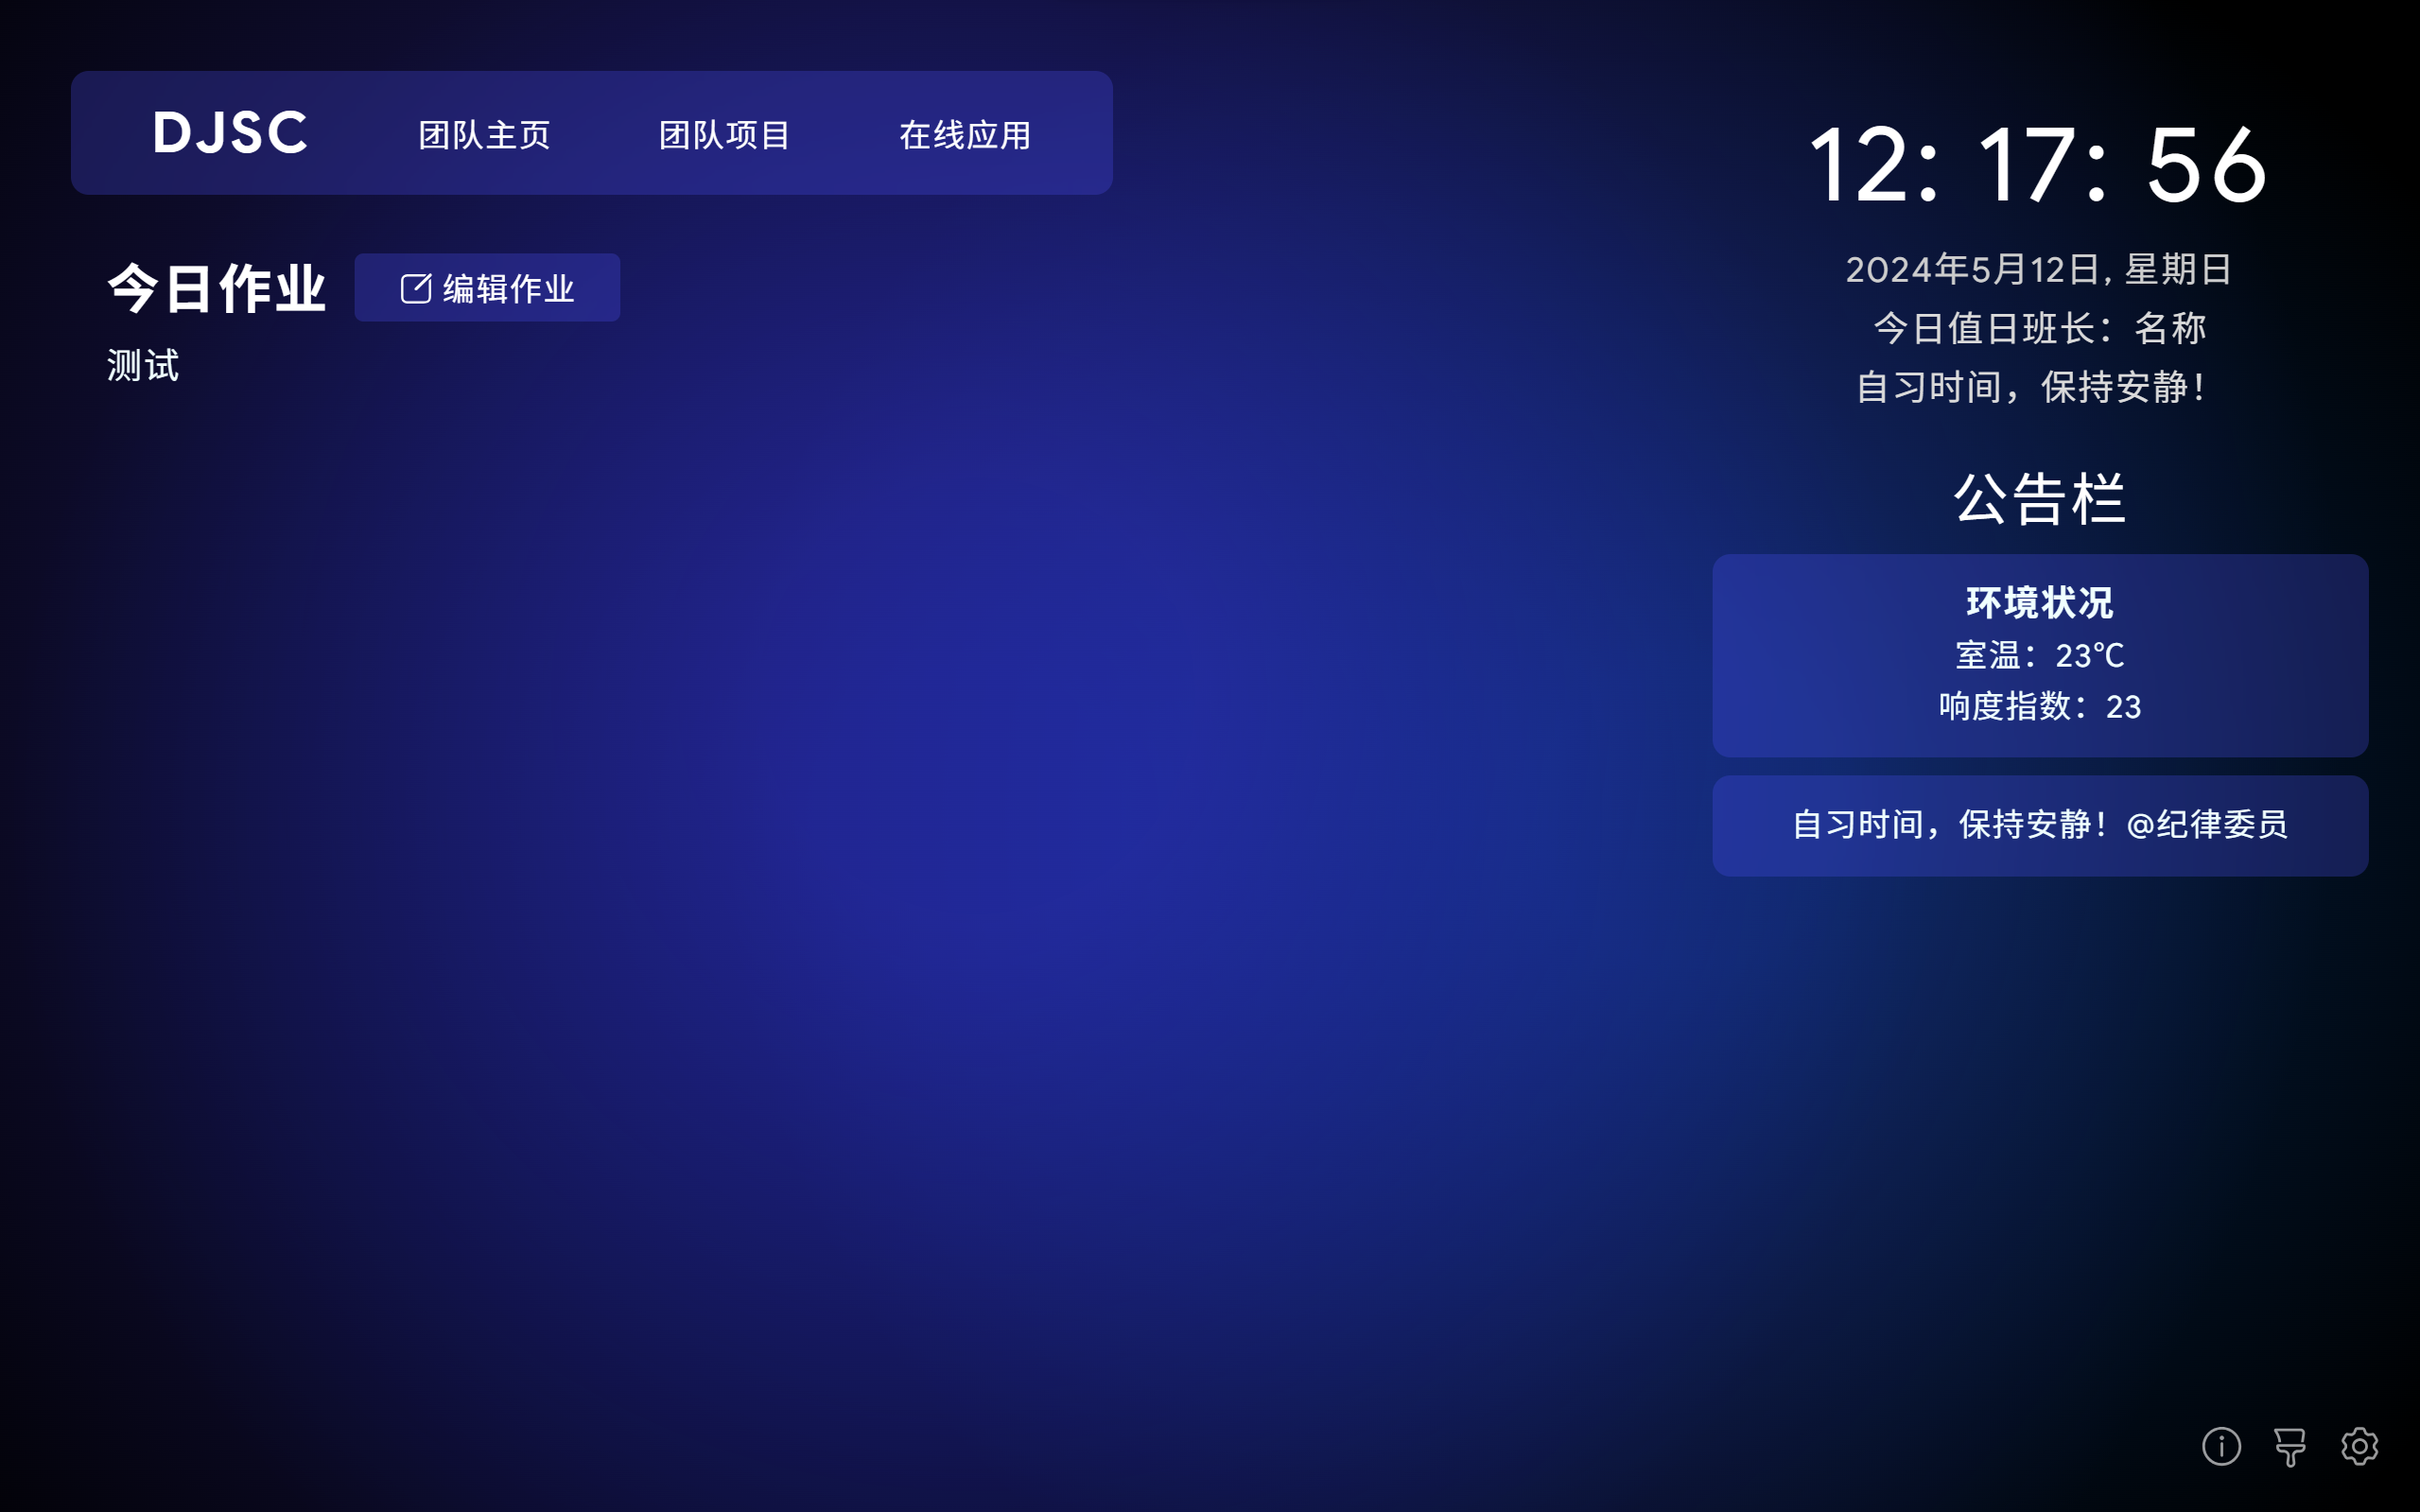 DJSC 团队主页 团队项目 在线应用
今日作业 编辑作业
测试
12: 17: 56
2024年5月12日, 星期日
今日值日班长：名称
自习时间，保持安静！
公告栏
环境状况
室温：23℃
响度指数：23
自习时间，保持安静！@纪律委员